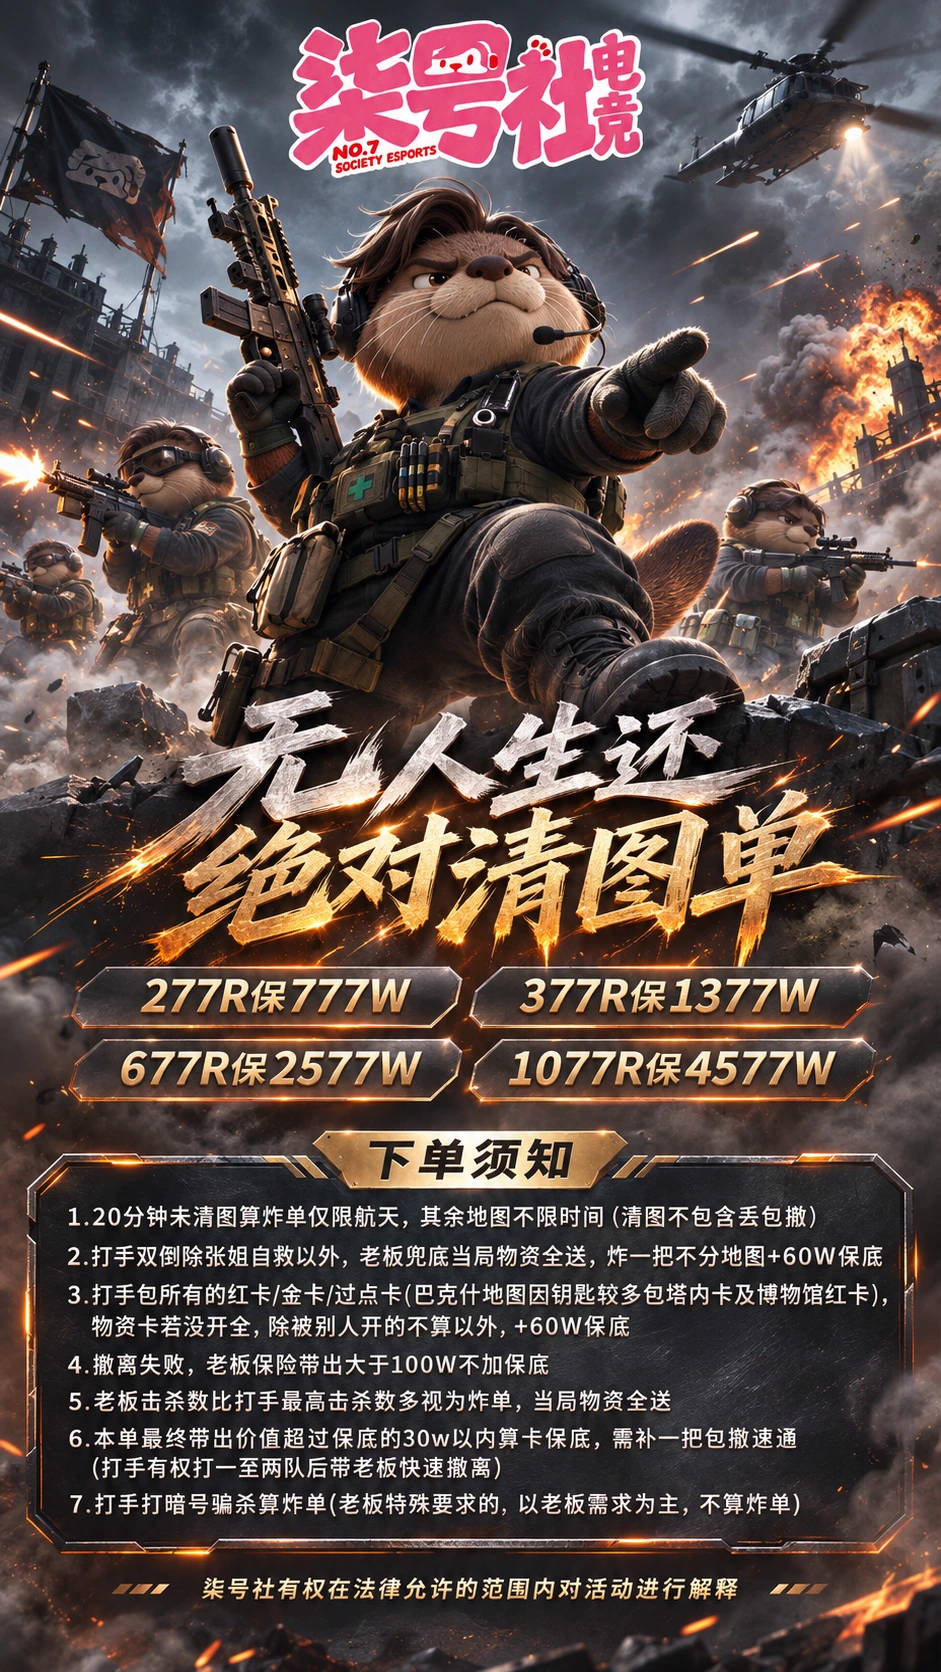 柒号社电竞
NO.7
SOCIETY ESPORTS
无人生还
绝对清图单
277R保777W
377R保1377W
677R保2577W
1077R保4577W
下单须知
1.20分钟未清图算炸单仅限航天，其余地图不限时间（清图不包含丢包撤）
2.打手双倒除张姐自救以外，老板兜底当局物资全送，炸一把不分地图+60W保底
3.打手包所有的红卡/金卡/过点卡(巴克什地图因钥匙较多包塔内卡及博物馆红卡)，
物资卡若没开全，除被别人开的不算以外，+60W保底
4.撤离失败，老板保险带出大于100W不加保底
5.老板击杀数比打手最高击杀数多视为炸单，当局物资全送
6.本单最终带出价值超过保底的30w以内算卡保底，需补一把包撤速通
(打手有权打一至两队后带老板快速撤离)
7.打手打暗号骗杀算炸单(老板特殊要求的，以老板需求为主，不算炸单)
柒号社有权在法律允许的范围内对活动进行解释